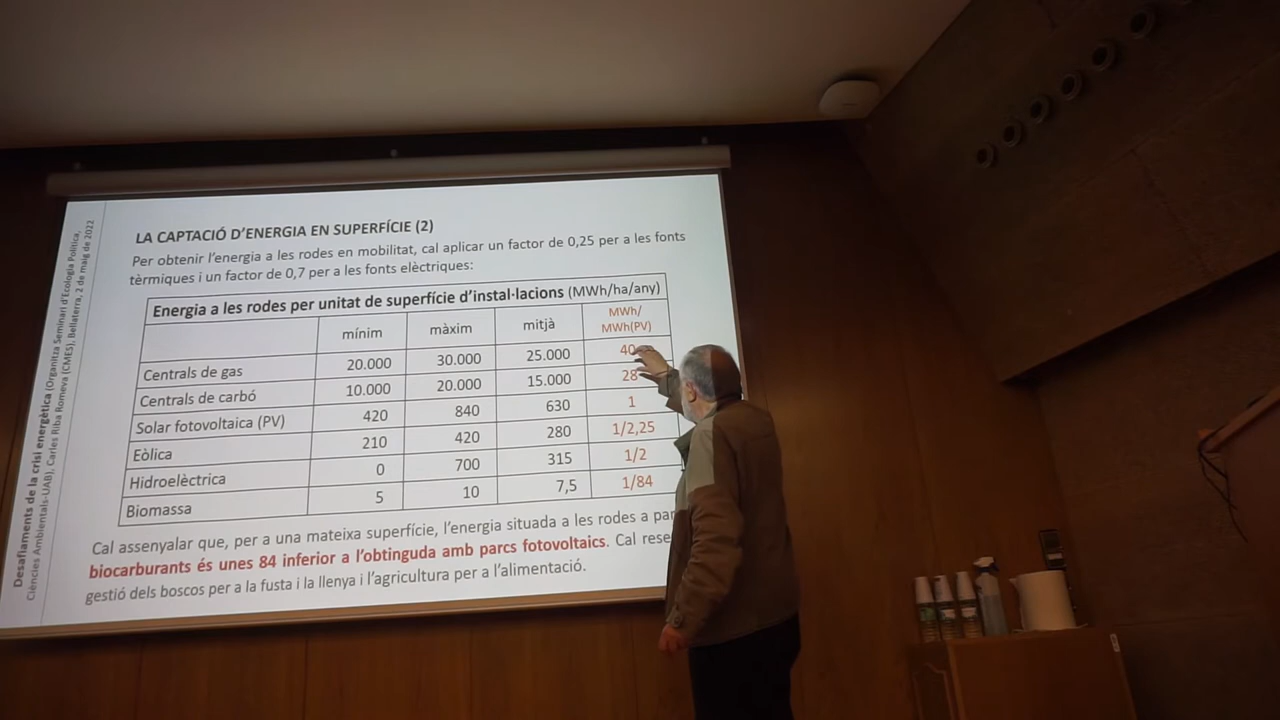 Desafiaments de la crisi energètica (Organitza Seminari d'Ecologia Política,
Ciències Ambientals-UAB), Carles Riba Romeva (CMES), Bellaterra, 2 de maig de 2022
LA CAPTACIÓ D'ENERGIA EN SUPERFÍCIE (2)
Per obtenir l'energia a les rodes en mobilitat, cal aplicar un factor de 0,25 per a les fonts
tèrmiques i un factor de 0,7 per a les fonts elèctriques:
Energia a les rodes per unitat de superfície d'instal·lacions (MWh/ha/any)
mínim màxim mitjà MWh/
MWh(PV)
Centrals de gas 20.000 30.000 25.000 40
Centrals de carbó 10.000 20.000 15.000 28
Solar fotovoltaica (PV) 420 840 630 1
Eòlica 210 420 280 1/2,25
Hidroelèctrica 0 700 315 1/2
Biomassa 5 10 7,5 1/84
Cal assenyalar que, per a una mateixa superfície, l'energia situada a les rodes a
biocarburants és unes 84 inferior a l'obtinguda amb parcs fotovoltaics. Cal
gestió dels boscos per a la fusta i la llenya i l'agricultura per a l'alimentació.